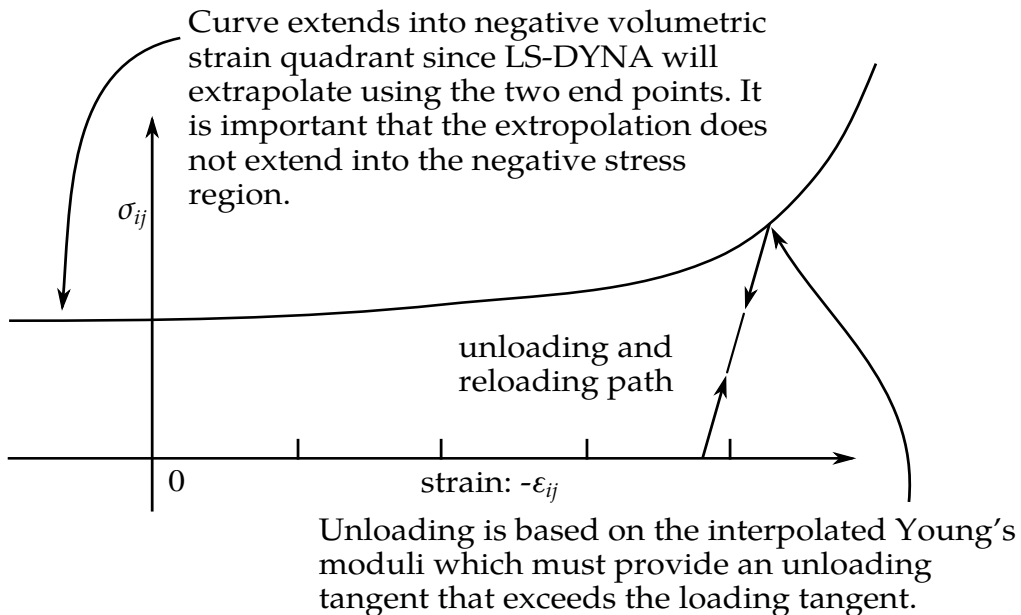 Curve extends into negative volumetric
strain quadrant since LS-DYNA will
extrapolate using the two end points. It
is important that the extropolation does
not extend into the negative stress
region.
σij
unloading and
reloading path
0
strain: -εij
Unloading is based on the interpolated Young's
moduli which must provide an unloading
tangent that exceeds the loading tangent.